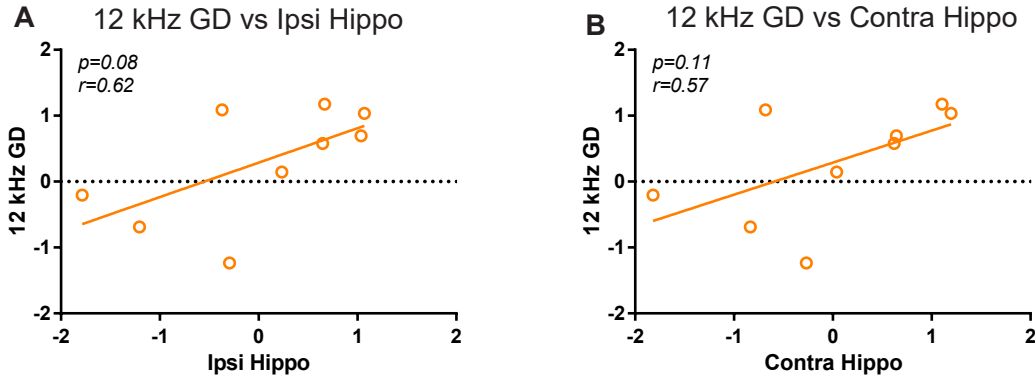 A
12 kHz GD vs Ipsi Hippo
p=0.08
r=0.62
2
1
0
-1
-2
12 kHz GD
-2
-1
0
1
2
Ipsi Hippo
B
12 kHz GD vs Contra Hippo
p=0.11
r=0.57
2
1
0
-1
-2
12 kHz GD
-2
-1
0
1
2
Contra Hippo